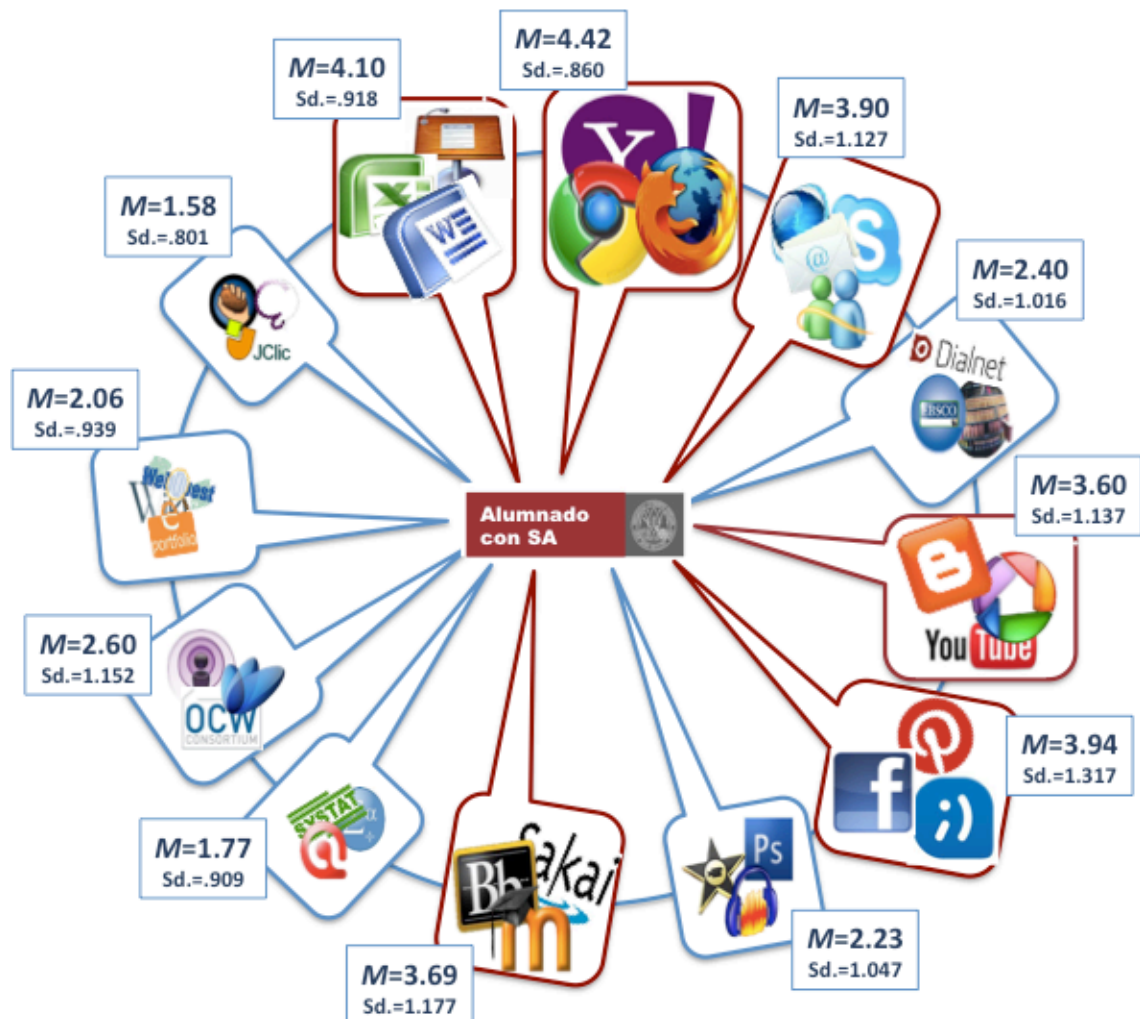 M=4.42
Sd.=.860
M=4.10
Sd.=.918
M=3.90
Sd.=1.127
M=1.58
Sd.=.801
M=2.40
Sd.=1.016
Y!
W
S
@
JClic
Dialnet
EBSCO
M=2.06
Sd.=.939
M=3.60
Sd.=1.137
portfolio
Alumnado
con SA
You Tube
M=2.60
Sd.=1.152
OCW
CONSORTIUM
M=3.94
Sd.=1.317
f
;)
SYSTAT
M=1.77
Sd.=.909
sakai
Bb
m
Ps
M=2.23
Sd.=1.047
M=3.69
Sd.=1.177